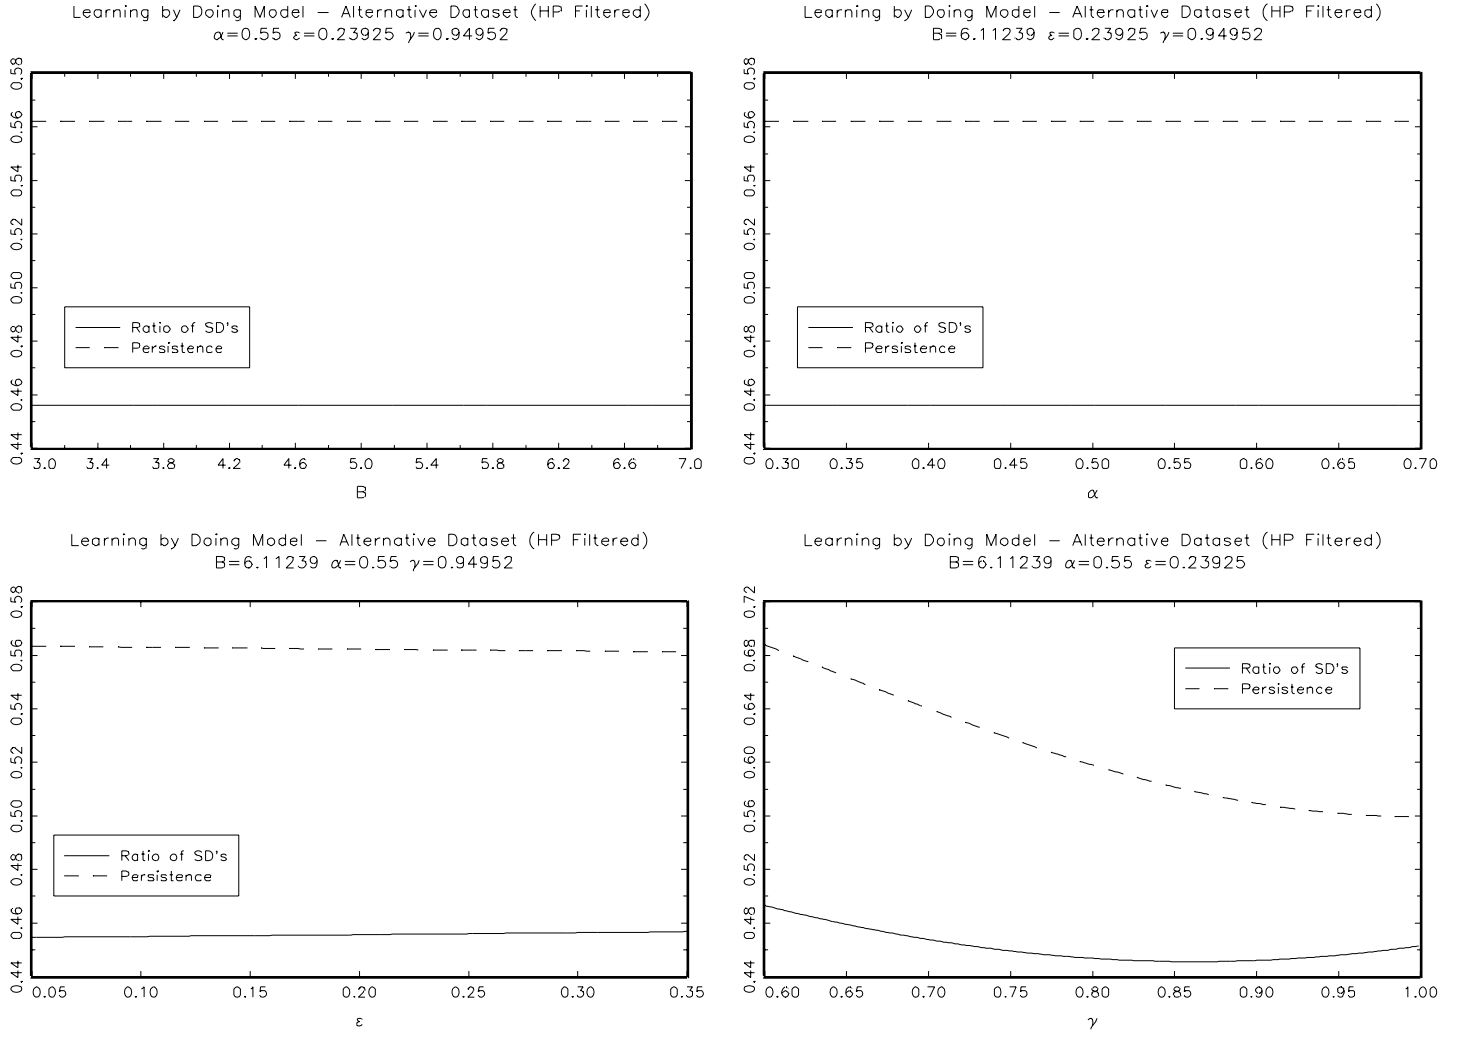 Learning by Doing Model – Alternative Dataset (HP Filtered)
α=0.55 ε=0.23925 γ=0.94952
0.58
0.56
0.54
0.52
0.50
0.48
0.46
0.44
Ratio of SD's
Persistence
3.0 3.4 3.8 4.2 4.6 5.0 5.4 5.8 6.2 6.6 7.0
B
Learning by Doing Model – Alternative Dataset (HP Filtered)
B=6.11239 ε=0.23925 γ=0.94952
0.58
0.56
0.54
0.52
0.50
0.48
0.46
0.44
Ratio of SD's
Persistence
0.30 0.35 0.40 0.45 0.50 0.55 0.60 0.65 0.70
α
Learning by Doing Model – Alternative Dataset (HP Filtered)
B=6.11239 α=0.55 γ=0.94952
0.58
0.56
0.54
0.52
0.50
0.48
0.46
0.44
Ratio of SD's
Persistence
0.05 0.10 0.15 0.20 0.25 0.30 0.35
ε
Learning by Doing Model – Alternative Dataset (HP Filtered)
B=6.11239 α=0.55 ε=0.23925
0.72
0.68
0.64
0.60
0.56
0.52
0.48
0.44
Ratio of SD's
Persistence
0.60 0.65 0.70 0.75 0.80 0.85 0.90 0.95 1.00
γ